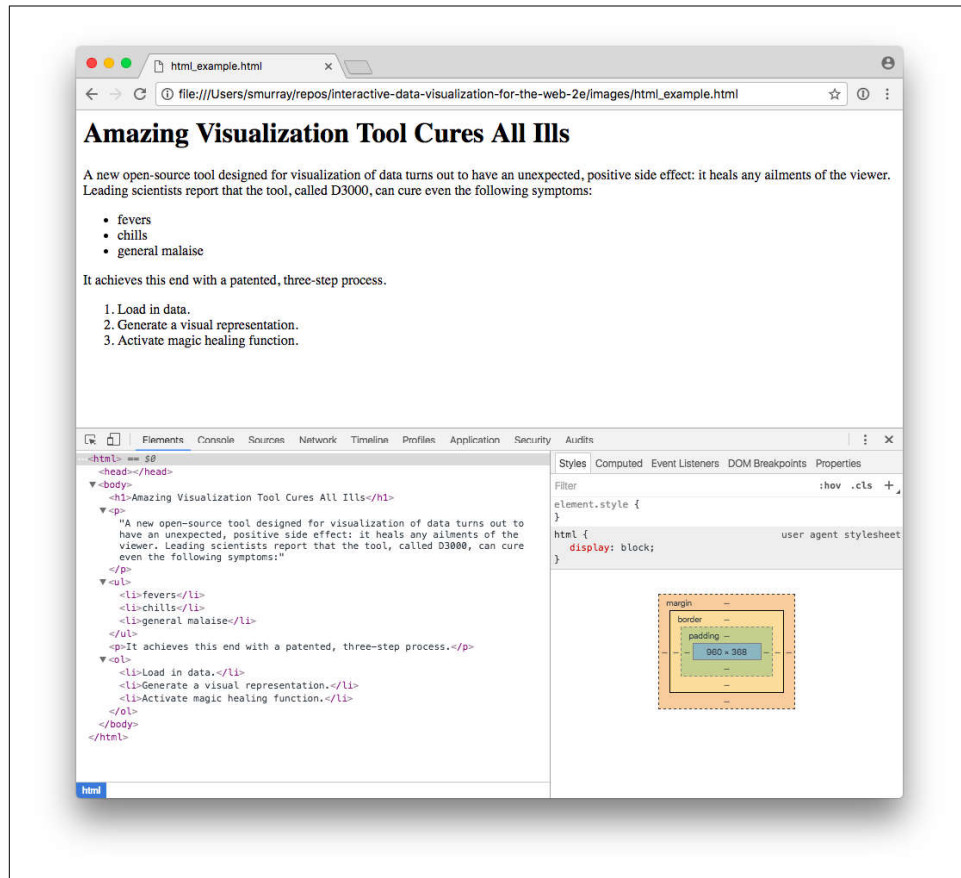 html_example.html
file:///Users/smurray/repos/interactive-data-visualization-for-the-web-2e/images/html_example.html
Amazing Visualization Tool Cures All Ills
A new open-source tool designed for visualization of data turns out to have an unexpected, positive side effect: it heals any ailments of the viewer.
Leading scientists report that the tool, called D3000, can cure even the following symptoms:
• fevers
• chills
• general malaise
It achieves this end with a patented, three-step process.
1. Load in data.
2. Generate a visual representation.
3. Activate magic healing function.
Elements Console Sources Network Timeline Profiles Application Security Audits
<html> == $0
<head></head>
<body>
<h1>Amazing Visualization Tool Cures All Ills</h1>
<p>
"A new open-source tool designed for visualization of data turns out to
have an unexpected, positive side effect: it heals any ailments of the
viewer. Leading scientists report that the tool, called D3000, can cure
even the following symptoms:"
</p>
<ul>
<li>fevers</li>
<li>chills</li>
<li>general malaise</li>
</ul>
<p>It achieves this end with a patented, three-step process.</p>
<ol>
<li>Load in data.</li>
<li>Generate a visual representation.</li>
<li>Activate magic healing function.</li>
</ol>
</body>
</html>
html
Styles Computed Event Listeners DOM Breakpoints Properties
Filter :hov .cls +
element.style {
}
html { user agent stylesheet
display: block;
}
margin –
border –
padding –
– – – 960 × 368 – – –
–
–
–